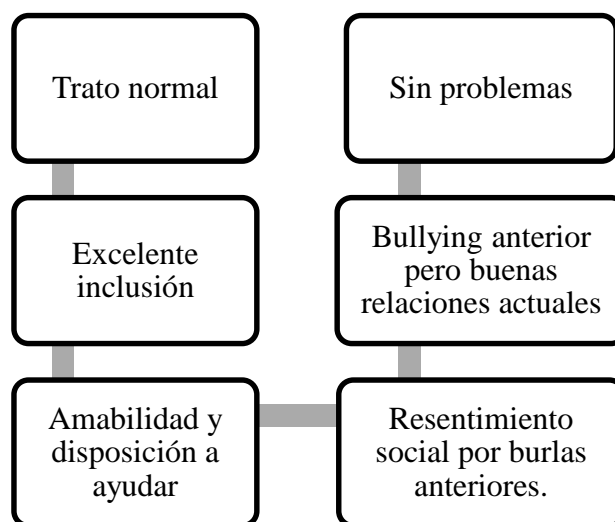 Trato normal
Excelente
inclusión
Amabilidad y
disposición a
ayudar
Resentimiento
social por burlas
anteriores.
Bullying anterior
pero buenas
relaciones actuales
Sin problemas